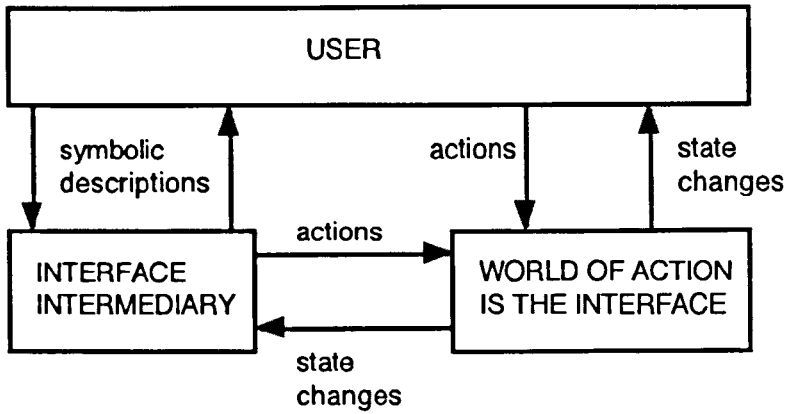 USER
symbolic
descriptions
actions
state
changes
actions
INTERFACE
INTERMEDIARY
WORLD OF ACTION
IS THE INTERFACE
state
changes